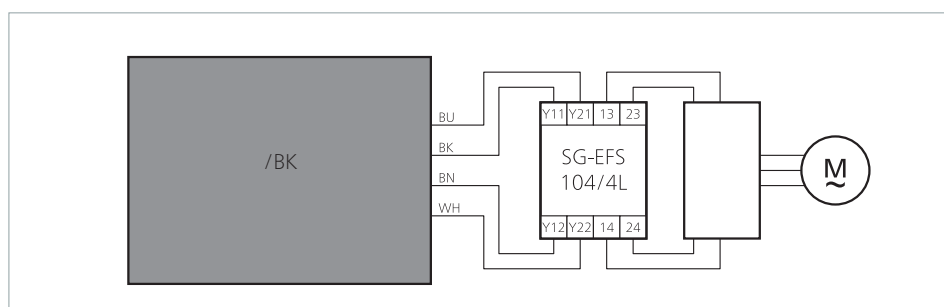 /BK
BU
BK
BN
WH
Y11 Y21 13 23
SG-EFS
104/4L
Y12 Y22 14 24
M
~